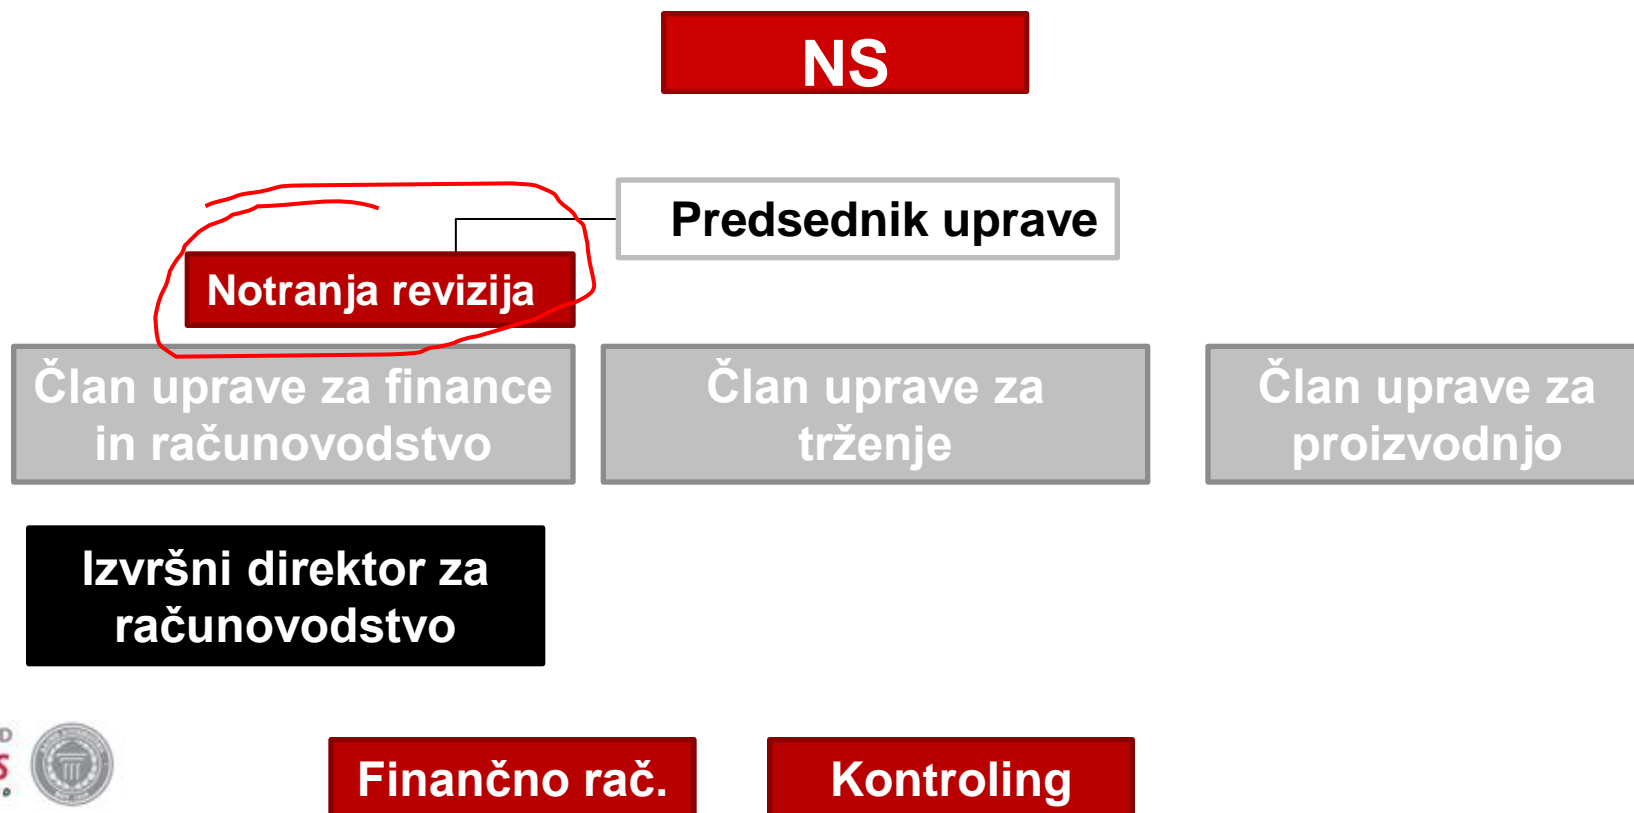 NS
Predsednik uprave
Notranja revizija
Član uprave za finance
in računovodstvo
Član uprave za
trženje
Član uprave za
proizvodnjo
Izvršni direktor za
računovodstvo
Finančno rač.
Kontroling